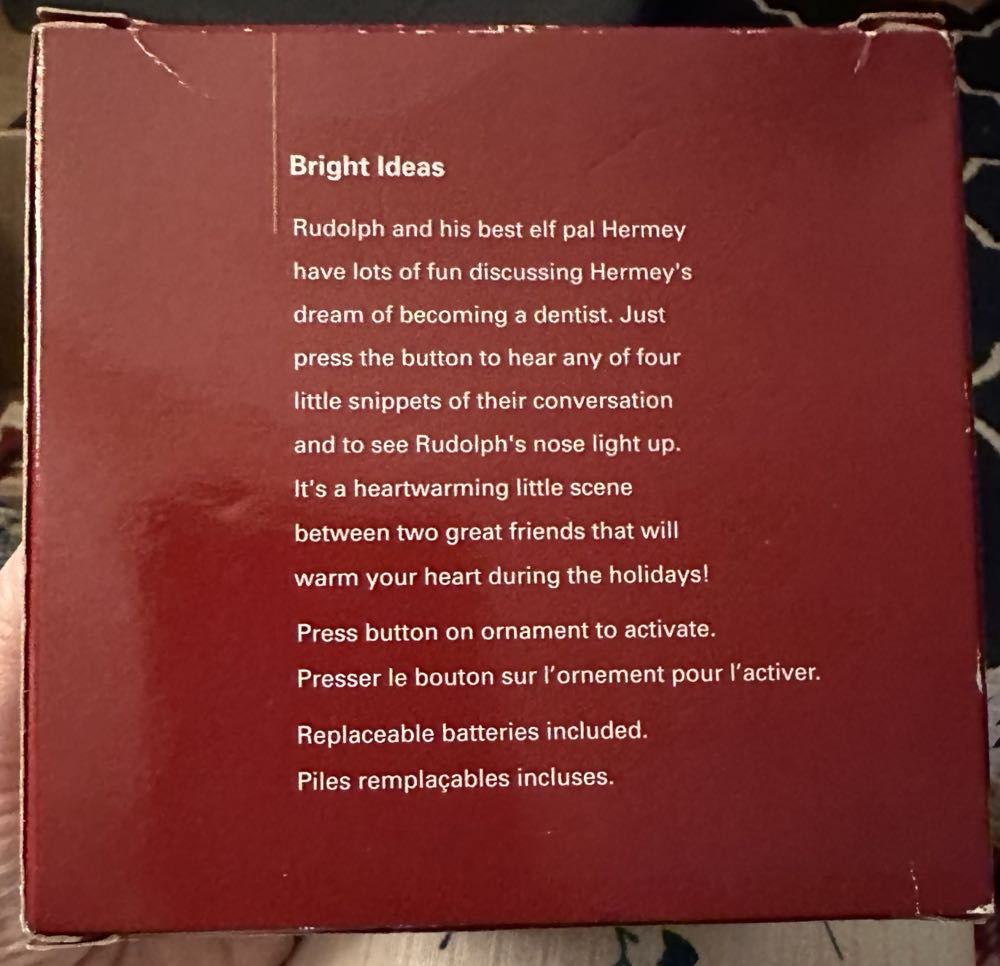 Bright Ideas
Rudolph and his best elf pal Hermey
have lots of fun discussing Hermey's
dream of becoming a dentist. Just
press the button to hear any of four
little snippets of their conversation
and to see Rudolph's nose light up.
It's a heartwarming little scene
between two great friends that will
warm your heart during the holidays!
Press button on ornament to activate.
Presser le bouton sur l'ornement pour l'activer.
Replaceable batteries included.
Piles remplaçables incluses.